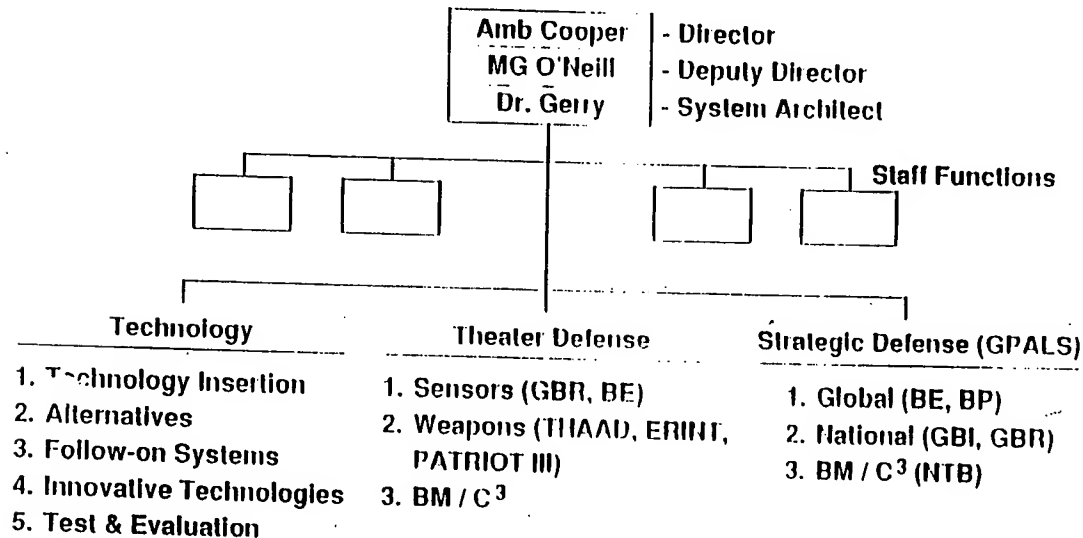 Amb Cooper - Director
MG O'Neill - Deputy Director
Dr. Gerry - System Architect
Staff Functions
Technology
1. Technology Insertion
2. Alternatives
3. Follow-on Systems
4. Innovative Technologies
5. Test & Evaluation
Theater Defense
1. Sensors (GBR, BE)
2. Weapons (THAAD, ERINT,
PATRIOT III)
3. BM / C³
Strategic Defense (GPALS)
1. Global (BE, BP)
2. National (GBI, GBR)
3. BM / C³ (NTB)